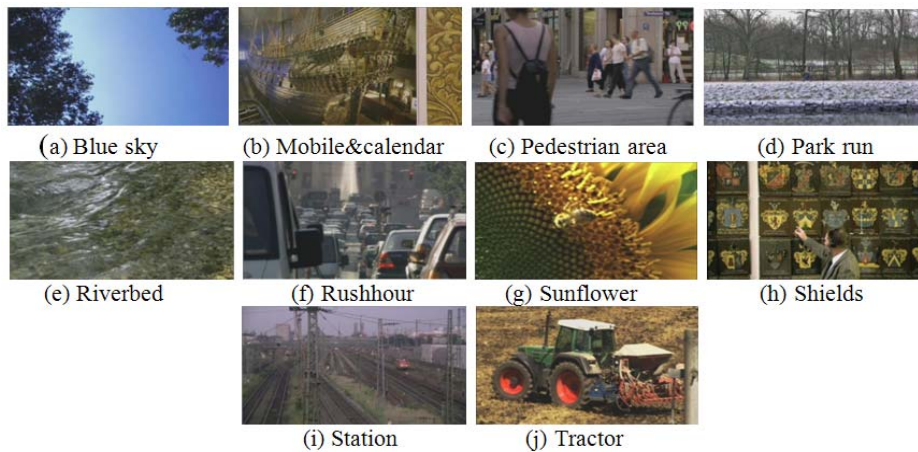 (a) Blue sky
(b) Mobile&calendar
(c) Pedestrian area
(d) Park run
(e) Riverbed
(f) Rushhour
(g) Sunflower
(h) Shields
(i) Station
(j) Tractor